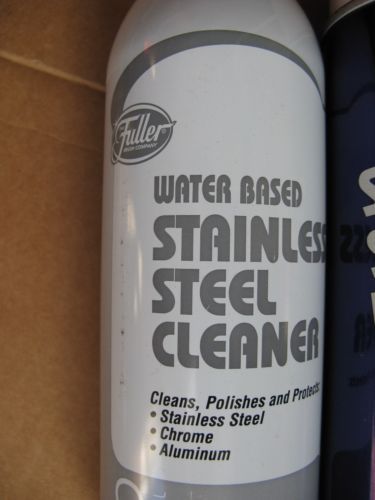 Fuller
BRUSH COMPANY
WATER BASED
STAINLESS
STEEL
CLEANER
Cleans, Polishes and Protects:
• Stainless Steel
• Chrome
• Aluminum